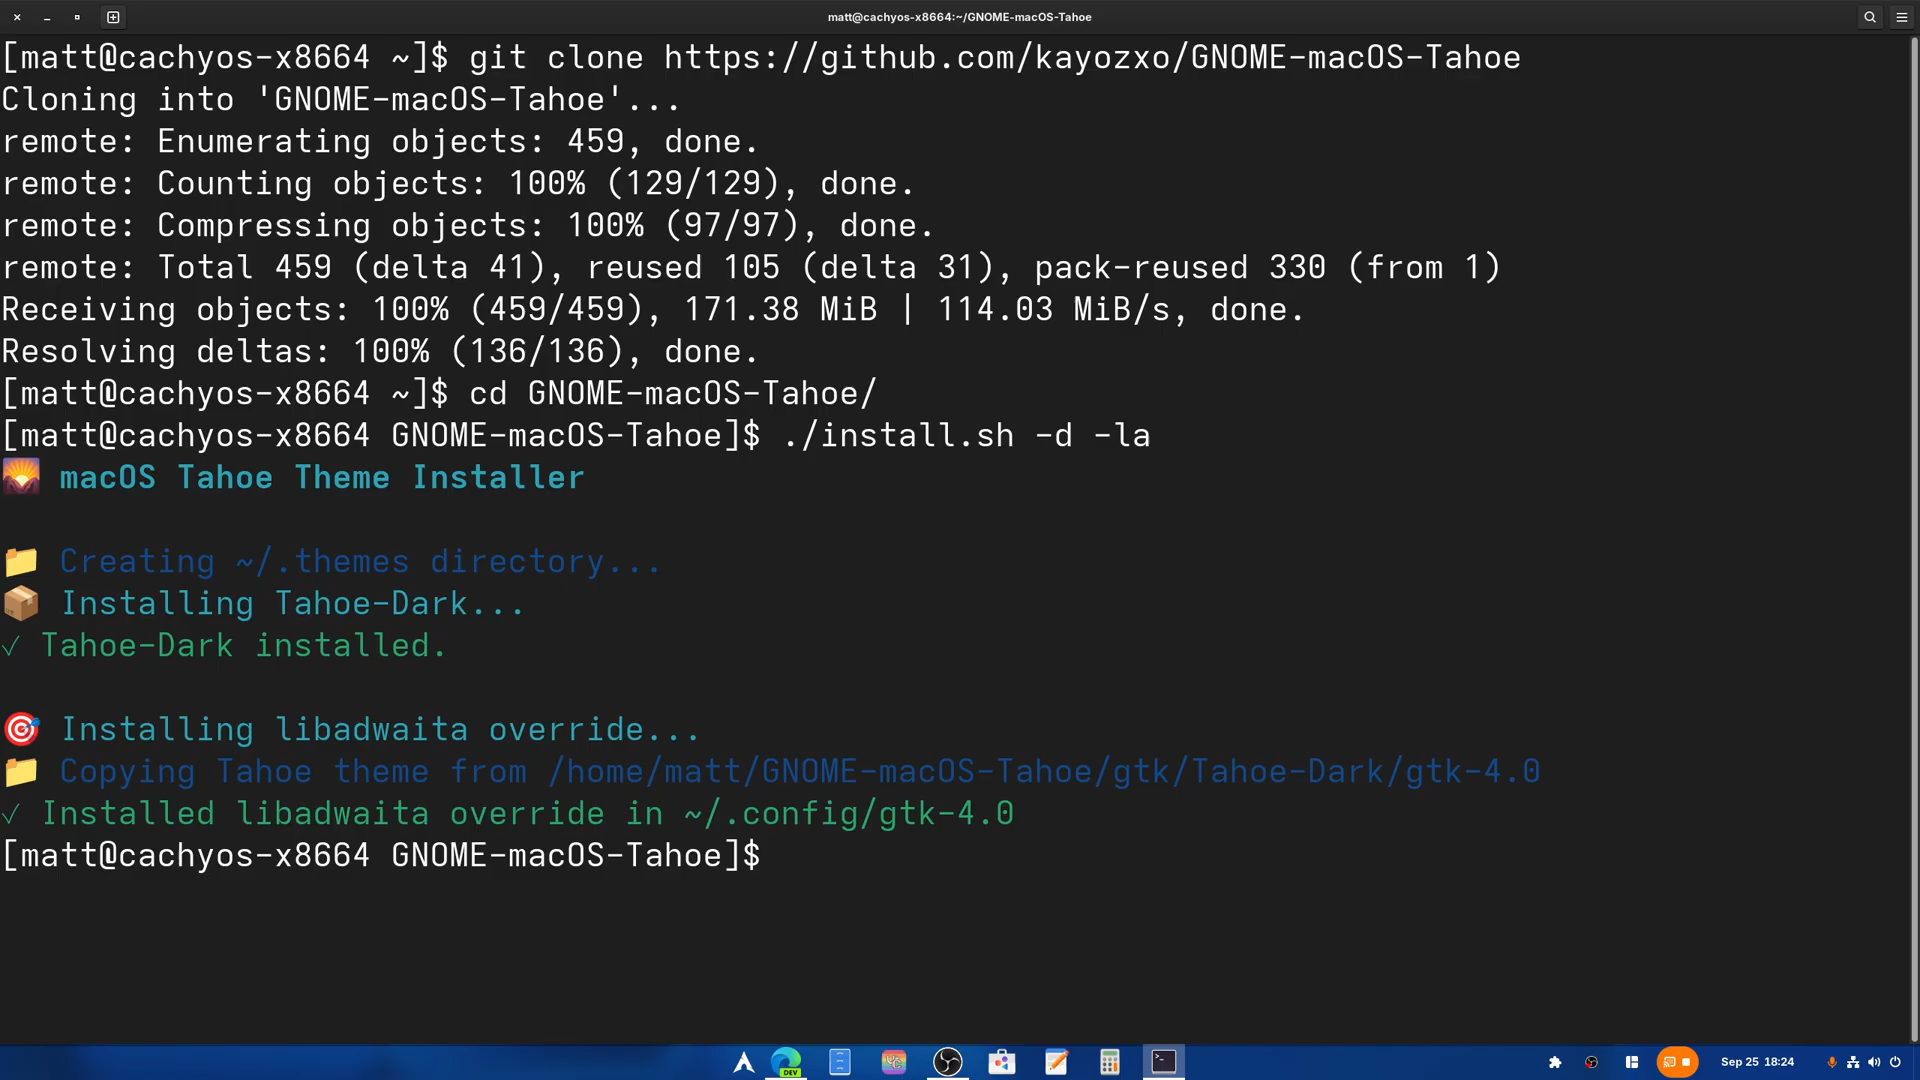 matt@cachyos-x8664:~/GNOME-macOS-Tahoe
[matt@cachyos-x8664 ~]$ git clone https://github.com/kayozxo/GNOME-macOS-Tahoe
Cloning into 'GNOME-macOS-Tahoe'...
remote: Enumerating objects: 459, done.
remote: Counting objects: 100% (129/129), done.
remote: Compressing objects: 100% (97/97), done.
remote: Total 459 (delta 41), reused 105 (delta 31), pack-reused 330 (from 1)
Receiving objects: 100% (459/459), 171.38 MiB | 114.03 MiB/s, done.
Resolving deltas: 100% (136/136), done.
[matt@cachyos-x8664 ~]$ cd GNOME-macOS-Tahoe/
[matt@cachyos-x8664 GNOME-macOS-Tahoe]$ ./install.sh -d -la
🌄 macOS Tahoe Theme Installer
📁 Creating ~/.themes directory...
📦 Installing Tahoe-Dark...
✓ Tahoe-Dark installed.
🎯 Installing libadwaita override...
📁 Copying Tahoe theme from /home/matt/GNOME-macOS-Tahoe/gtk/Tahoe-Dark/gtk-4.0
✓ Installed libadwaita override in ~/.config/gtk-4.0
[matt@cachyos-x8664 GNOME-macOS-Tahoe]$
DEV
Sep 25 18:24